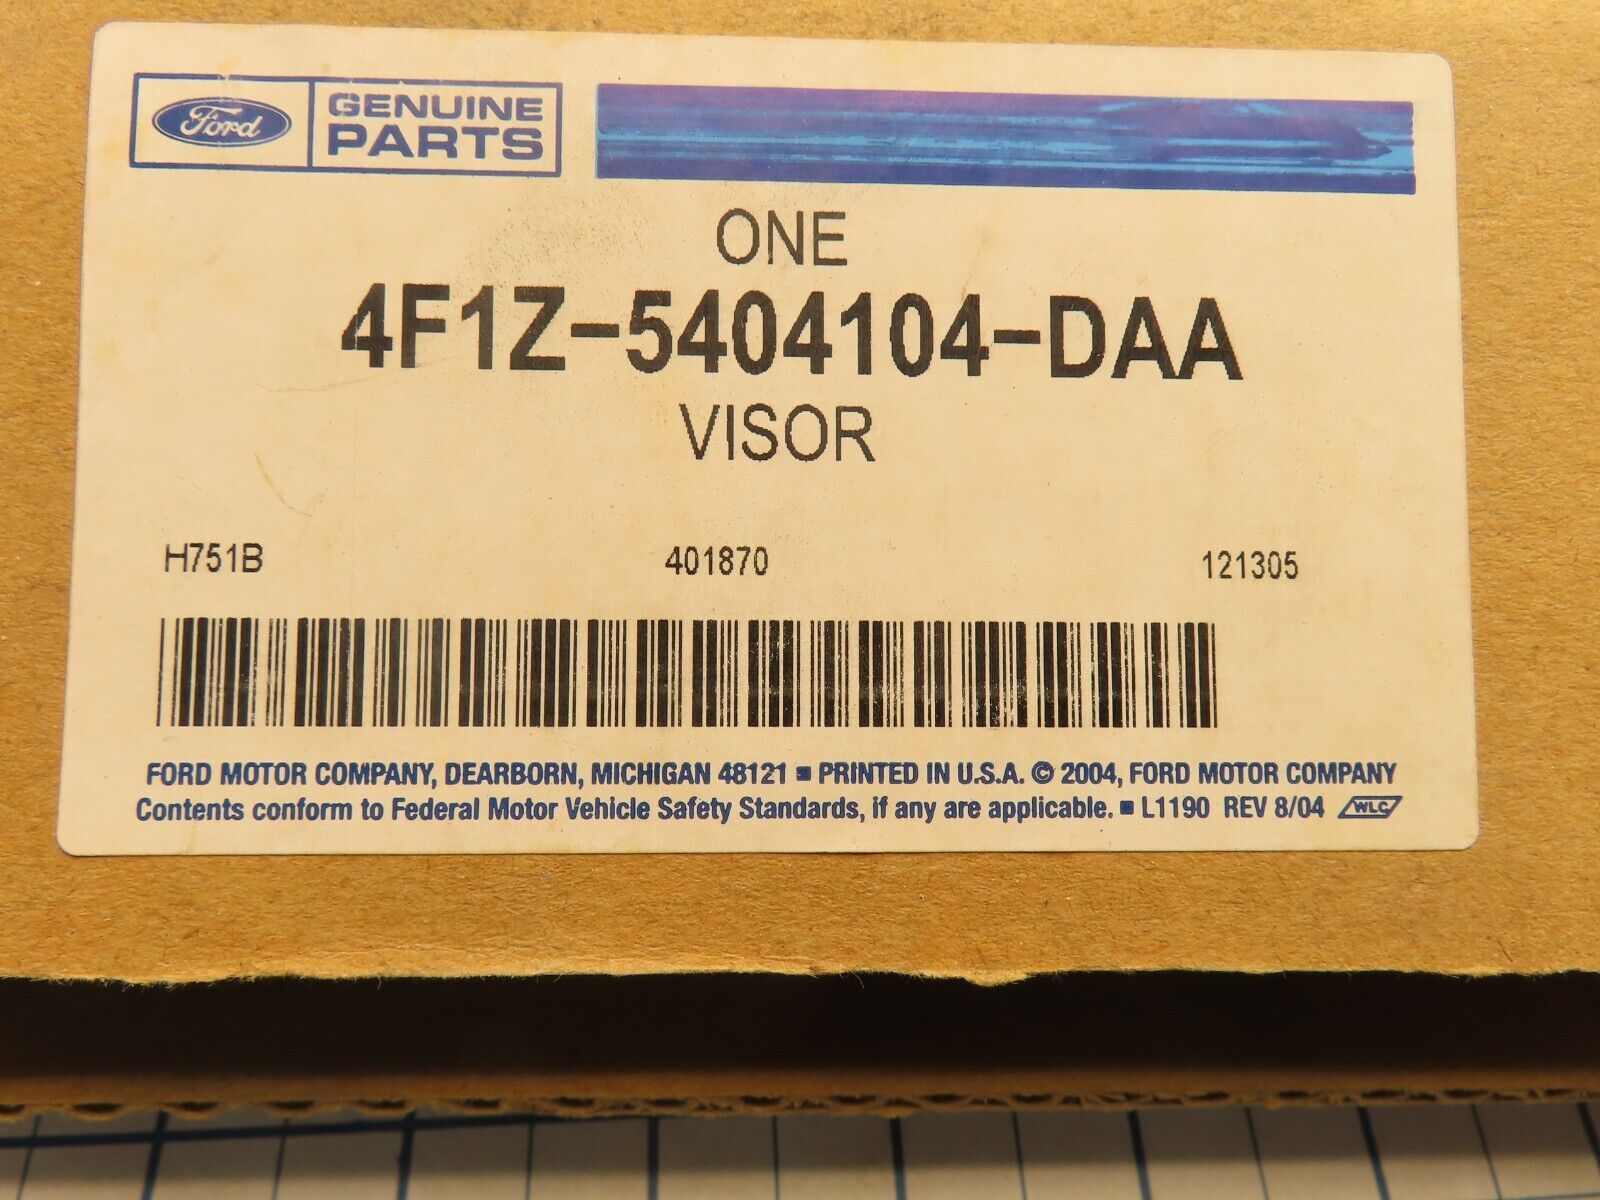 Ford GENUINE PARTS
ONE
4F1Z-5404104-DAA
VISOR
H751B 401870 121305
FORD MOTOR COMPANY, DEARBORN, MICHIGAN 48121 ■ PRINTED IN U.S.A. © 2004, FORD MOTOR COMPANY
Contents conform to Federal Motor Vehicle Safety Standards, if any are applicable. ■ L1190 REV 8/04 WLC